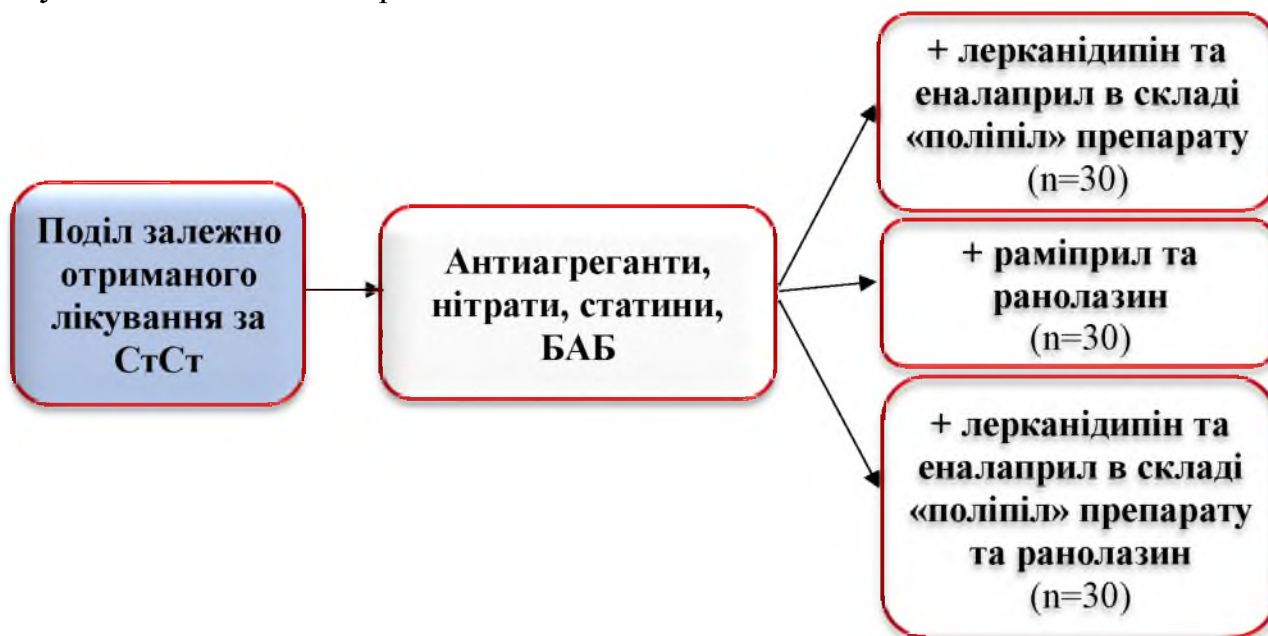 Поділ залежно
отриманого
лікування за
СтСт
Антиагреганти,
нітрати, статини,
БАБ
+ лерканідипін та
еналаприл в складі
«поліпіл» препарату
(n=30)
+ раміприл та
ранолазин
(n=30)
+ лерканідипін та
еналаприл в складі
«поліпіл» препарату
та ранолазин
(n=30)